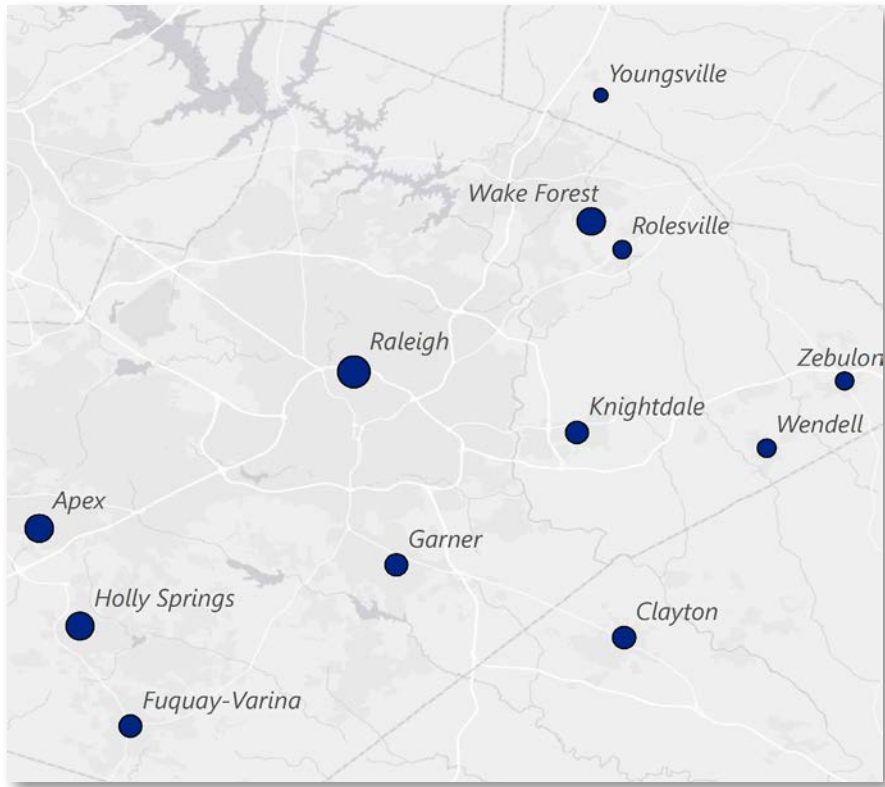 Youngsville
Wake Forest
Rolesville
Raleigh
Zebulon
Knightdale
Wendell
Apex
Garner
Holly Springs
Clayton
Fuquay-Varina